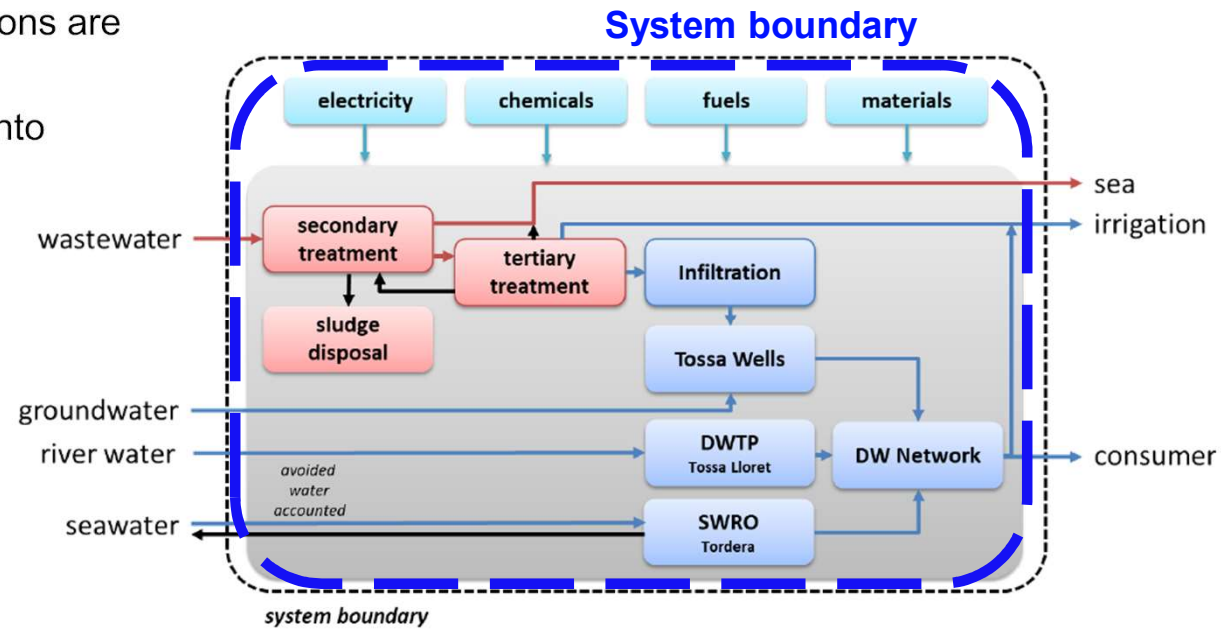 ons are
nto
System boundary
electricity
chemicals
fuels
materials
sea
irrigation
wastewater
secondary
treatment
tertiary
treatment
Infiltration
sludge
disposal
Tossa Wells
groundwater
river water
DWTP
Tossa Lloret
DW Network
consumer
avoided
water
accounted
seawater
SWRO
Tordera
system boundary